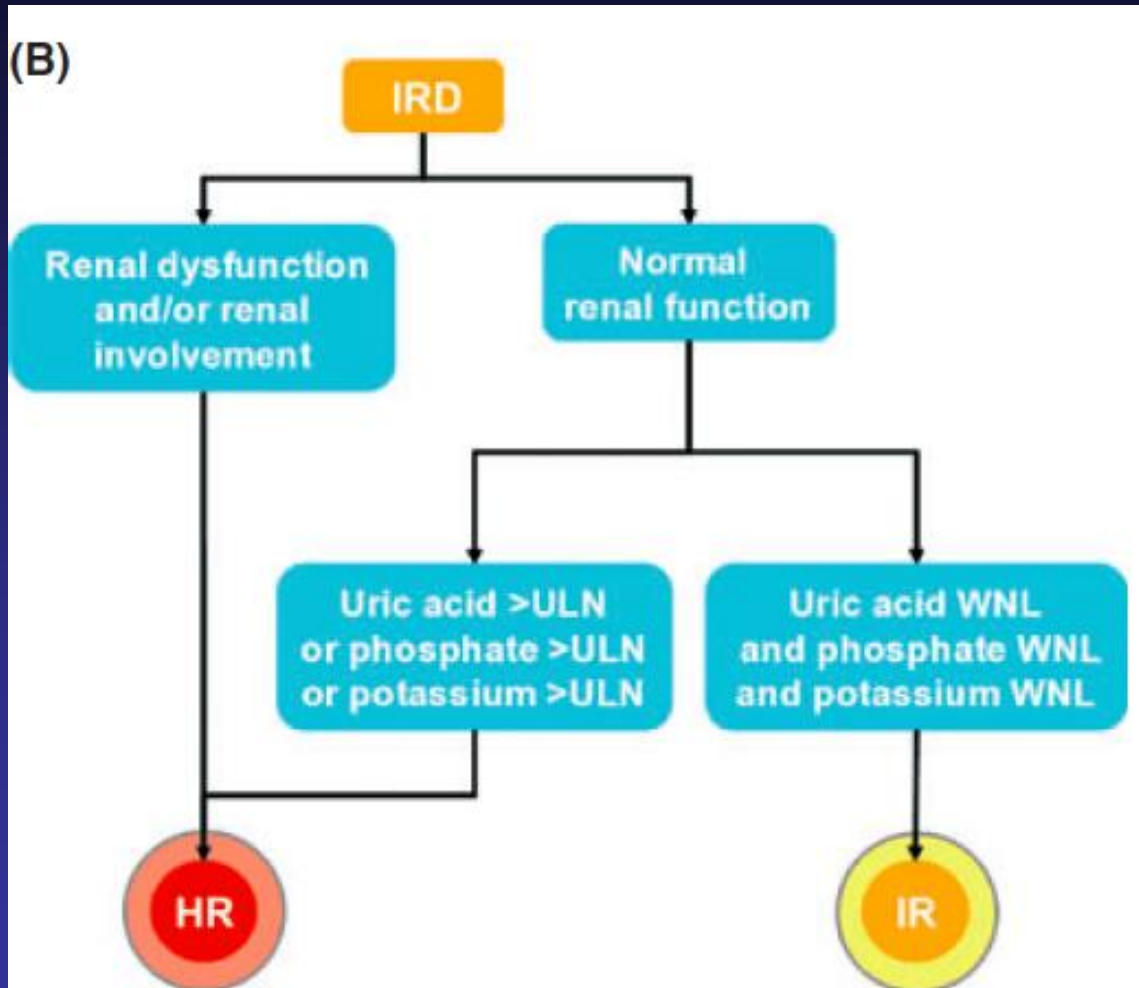 (B)
IRD
Renal dysfunction
and/or renal
involvement
Normal
renal function
Uric acid >ULN
or phosphate >ULN
or potassium >ULN
Uric acid WNL
and phosphate WNL
and potassium WNL
HR
IR